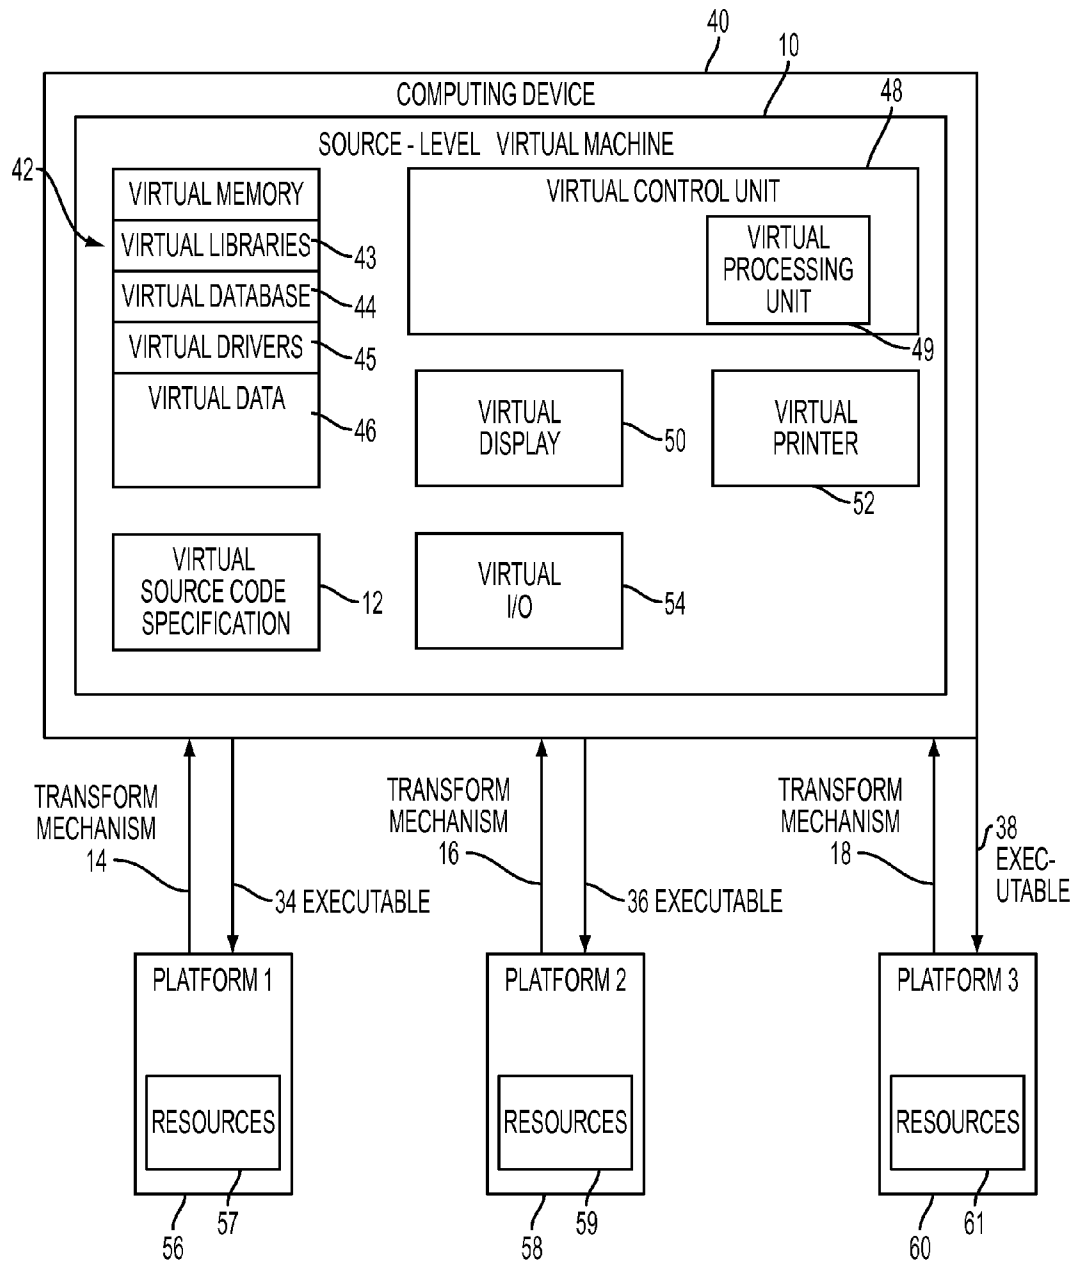 40
10
COMPUTING DEVICE
48
SOURCE - LEVEL VIRTUAL MACHINE
42
VIRTUAL MEMORY
VIRTUAL LIBRARIES
43
VIRTUAL DATABASE
44
VIRTUAL DRIVERS
45
VIRTUAL DATA
46
VIRTUAL CONTROL UNIT
VIRTUAL
PROCESSING
UNIT
49
VIRTUAL
DISPLAY
50
VIRTUAL
PRINTER
52
VIRTUAL
SOURCE CODE
SPECIFICATION
12
VIRTUAL
I/O
54
TRANSFORM
MECHANISM
14
34 EXECUTABLE
TRANSFORM
MECHANISM
16
36 EXECUTABLE
TRANSFORM
MECHANISM
18
38
EXEC-
UTABLE
PLATFORM 1
RESOURCES
57
56
PLATFORM 2
RESOURCES
59
58
PLATFORM 3
RESOURCES
61
60